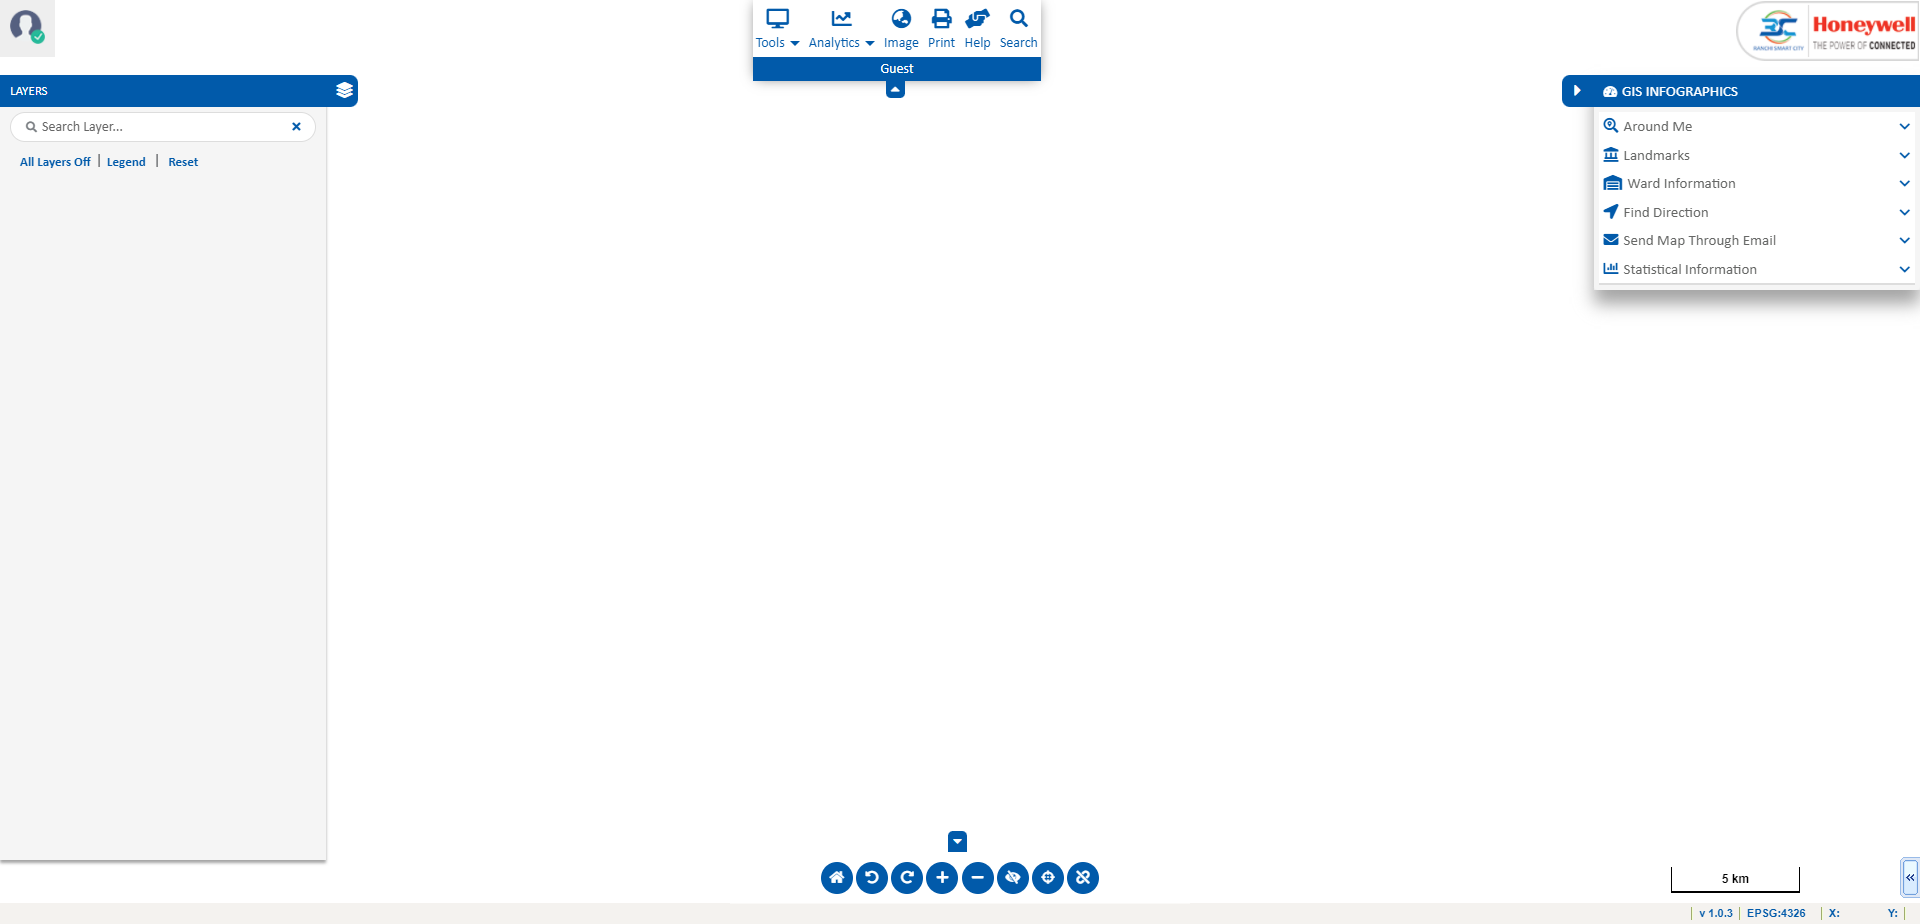 Tools Analytics Image Print Help Search
Guest
RANCHI SMART CITY
Honeywell
THE POWER OF CONNECTED
LAYERS
Search Layer...
All Layers Off | Legend | Reset
GIS INFOGRAPHICS
Around Me
Landmarks
Ward Information
Find Direction
Send Map Through Email
Statistical Information
5 km
v 1.0.3 EPSG:4326 X: Y: